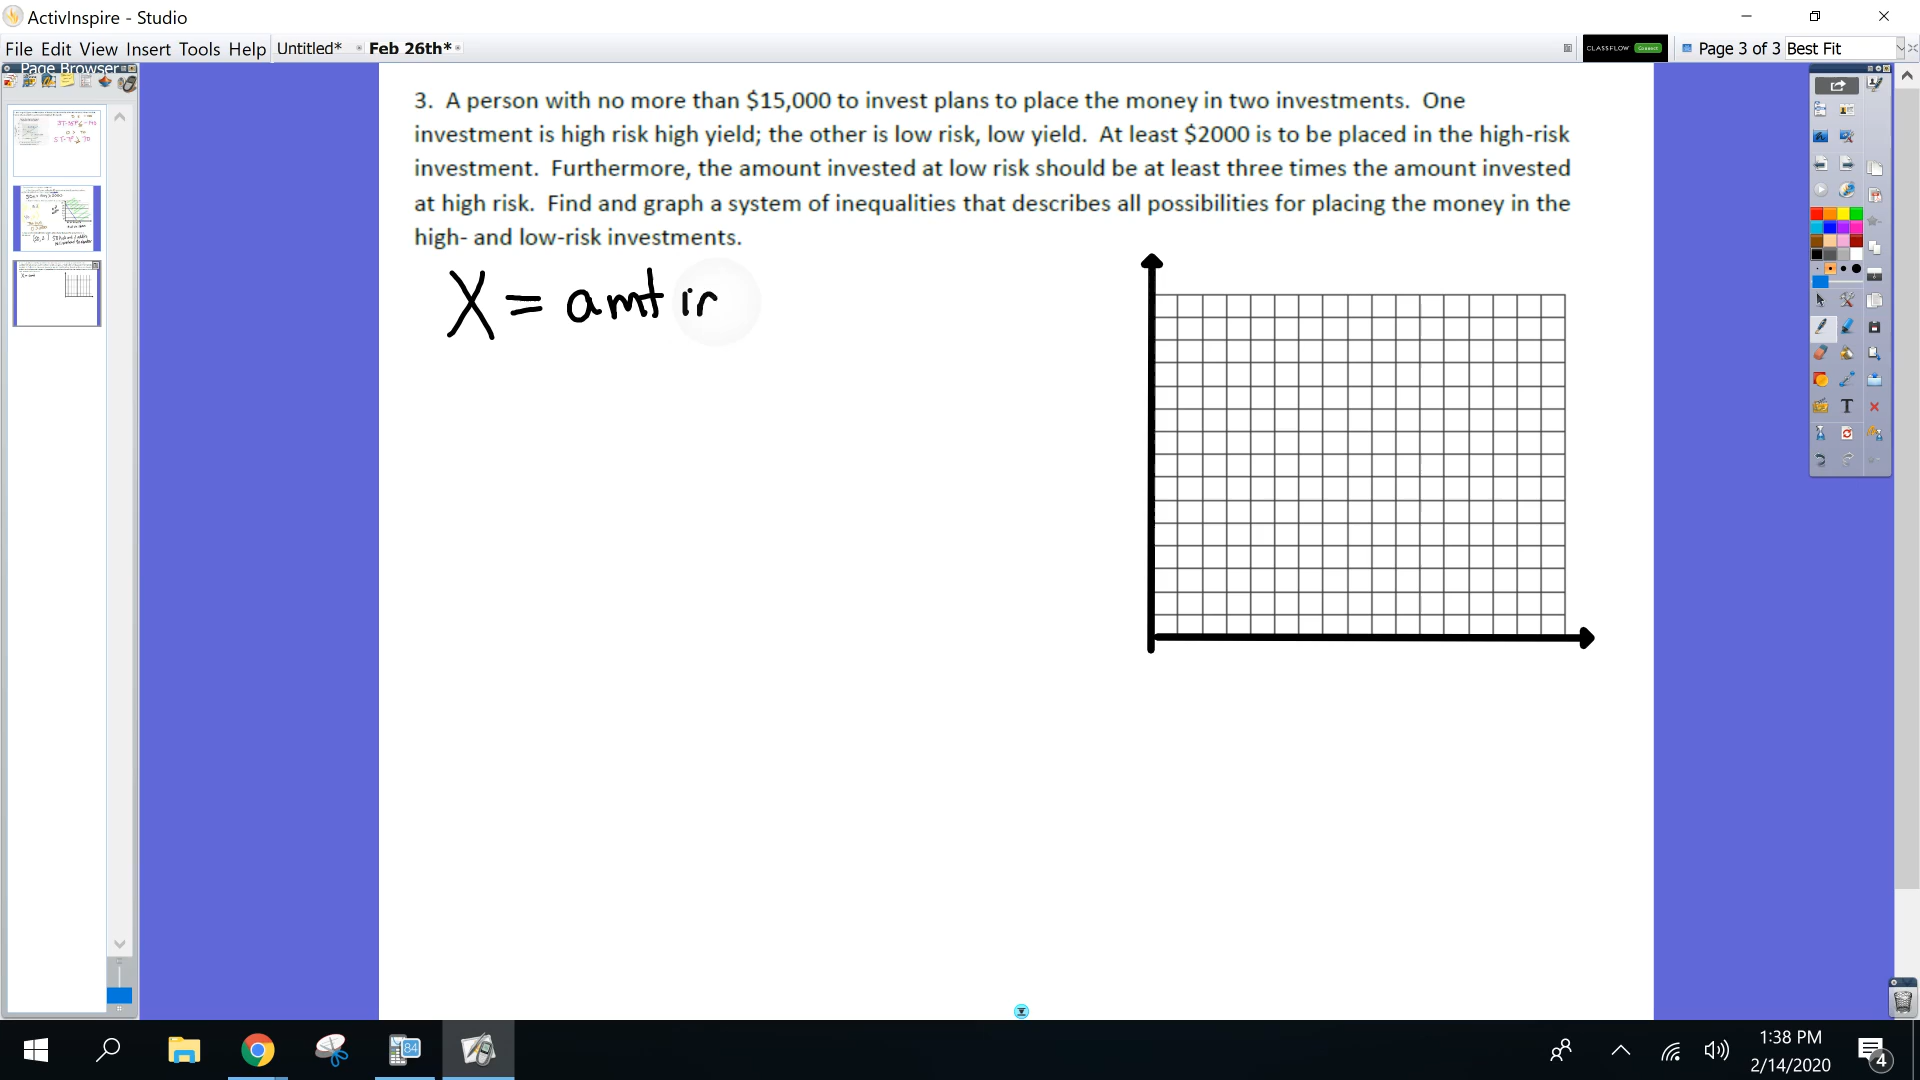 ActivInspire - Studio
File Edit View Insert Tools Help Untitled* Feb 26th* CLASSFLOW Connect Page 3 of 3 Best Fit
Page Browser
3. A person with no more than $15,000 to invest plans to place the money in two investments. One
investment is high risk high yield; the other is low risk, low yield. At least $2000 is to be placed in the high-risk
investment. Furthermore, the amount invested at low risk should be at least three times the amount invested
at high risk. Find and graph a system of inequalities that describes all possibilities for placing the money in the
high- and low-risk investments.
X = amt ir
T
84
1:38 PM
2/14/2020
4